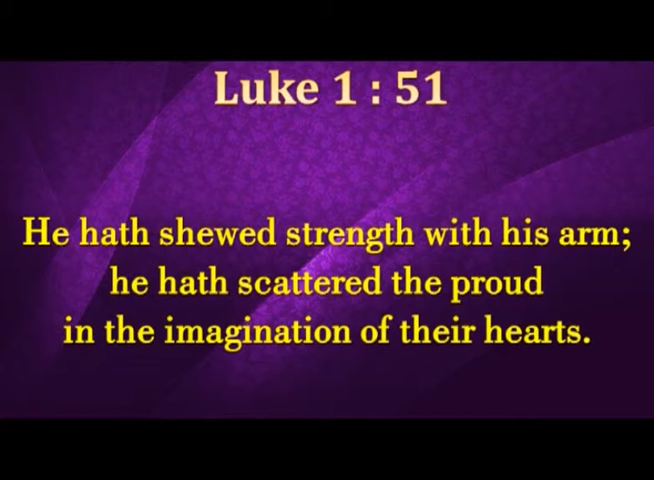 Luke 1 : 51
He hath shewed strength with his arm;
he hath scattered the proud
in the imagination of their hearts.